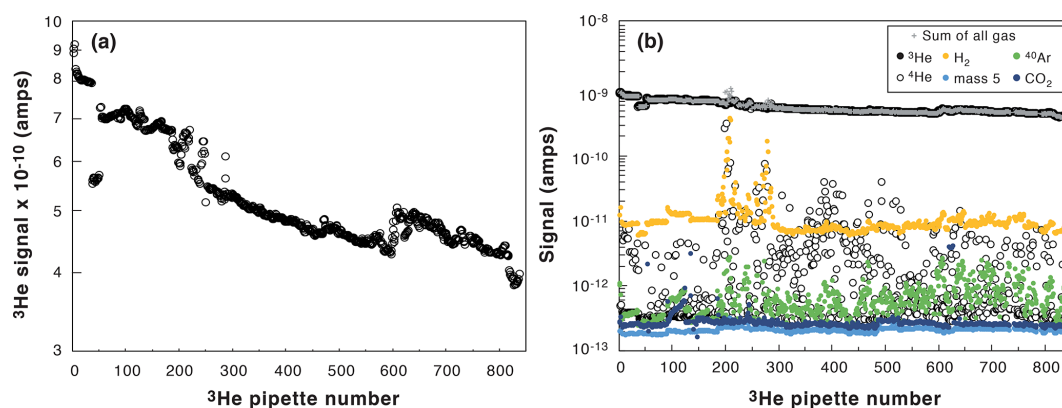 (a)
10
9
8
7
6
5
4
3
³He signal x 10⁻¹⁰ (amps)
0 100 200 300 400 500 600 700 800
³He pipette number
(b)
10⁻⁸
10⁻⁹
10⁻¹⁰
10⁻¹¹
10⁻¹²
10⁻¹³
Signal (amps)
+ Sum of all gas
³He H₂ ⁴⁰Ar
⁴He mass 5 CO₂
0 100 200 300 400 500 600 700 800
³He pipette number